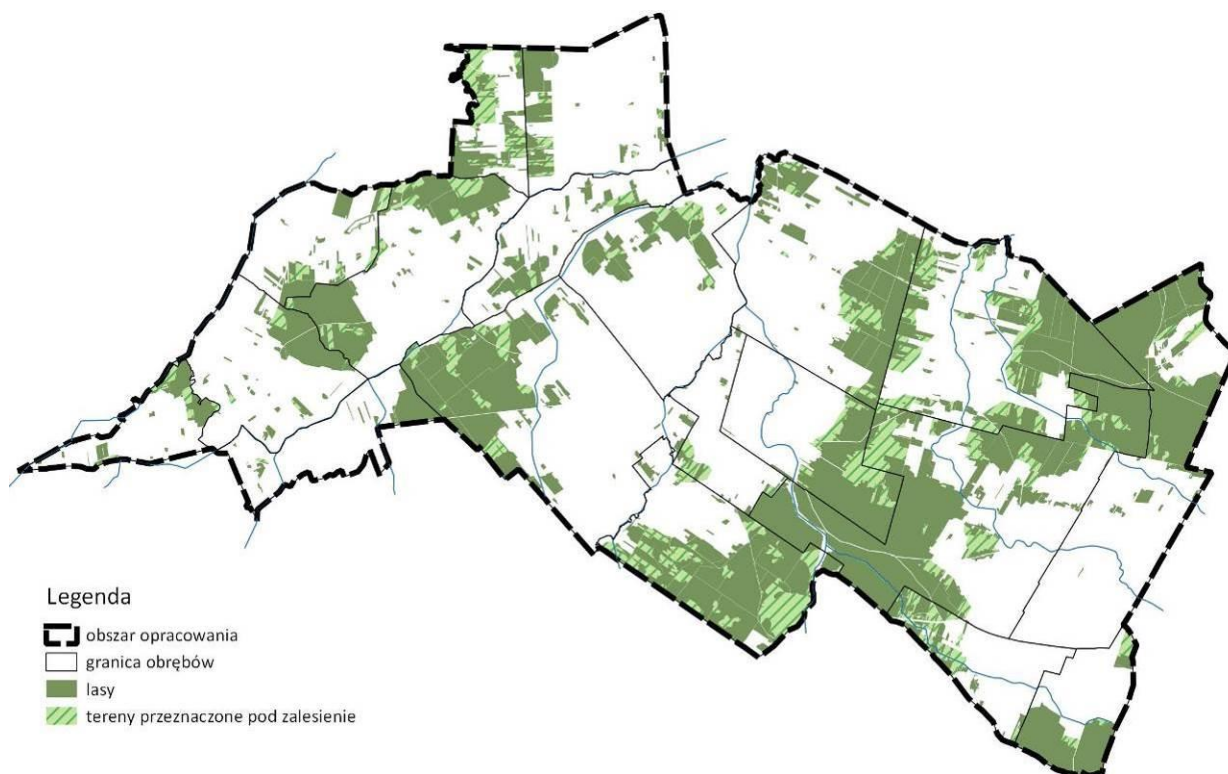 Legenda
obszar opracowania
granica obrębów
lasy
tereny przeznaczone pod zalesienie